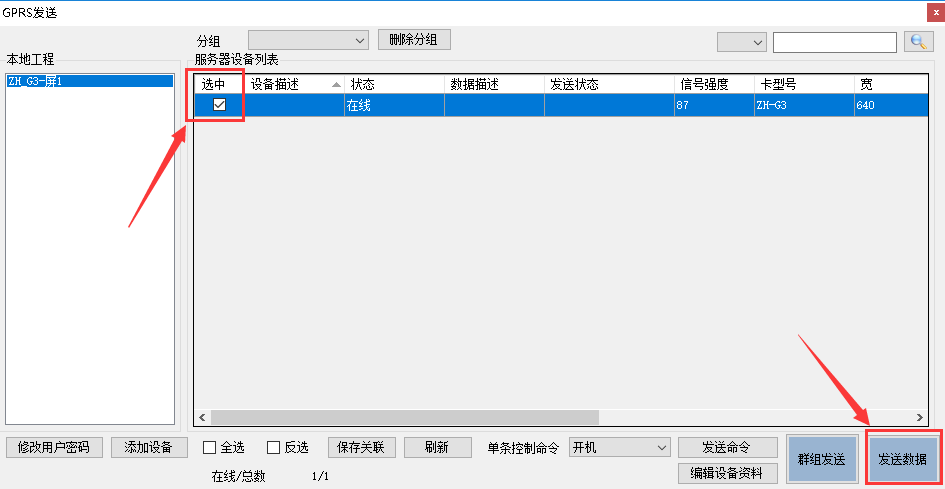 GPRS发送
x
分组
删除分组
本地工程
服务器设备列表
ZH_G3-屏1
选中 设备描述 状态 数据描述 发送状态 信号强度 卡型号 宽
在线 87 ZH-G3 640
修改用户密码 添加设备 全选 反选 保存关联 刷新 单条控制命令 开机 发送命令
群组发送 发送数据
在线/总数 1/1
编辑设备资料